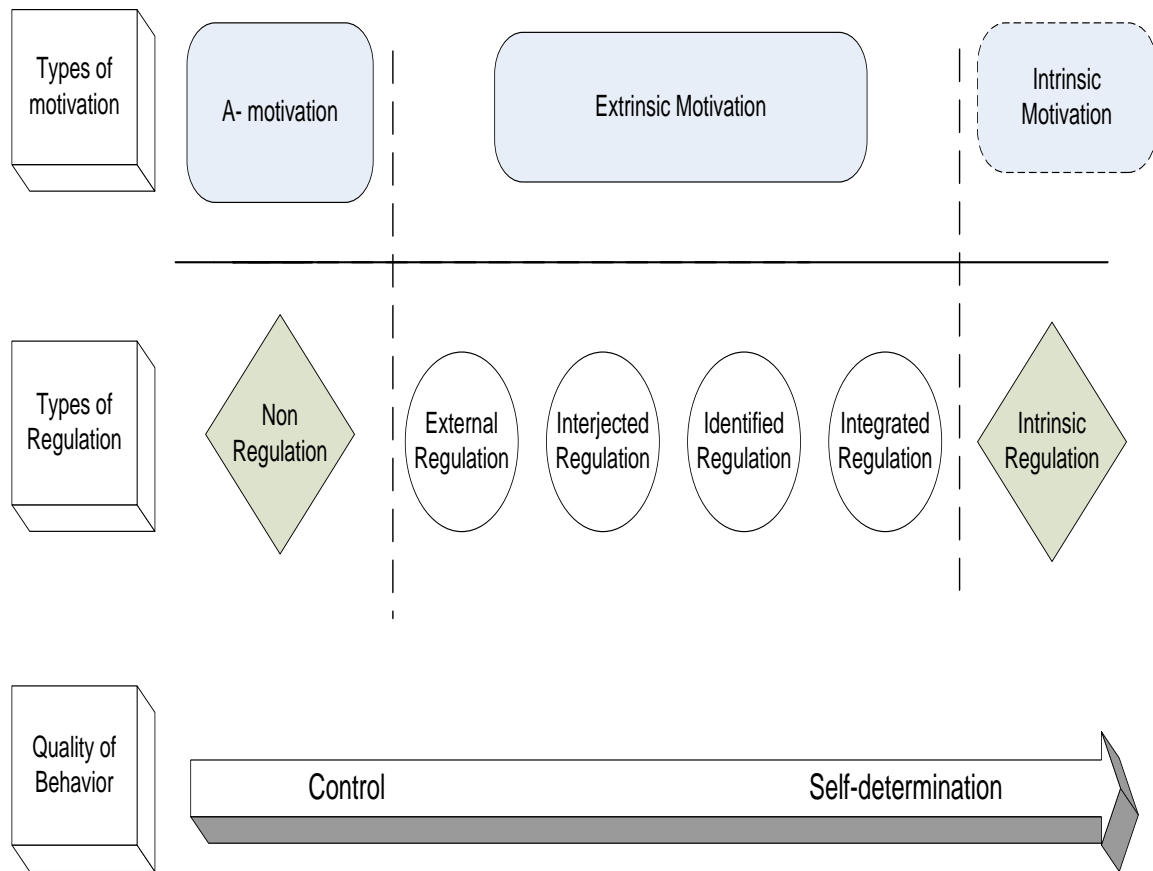 Types of
motivation
A- motivation
Extrinsic Motivation
Intrinsic
Motivation
Types of
Regulation
Non
Regulation
External
Regulation
Interjected
Regulation
Identified
Regulation
Integrated
Regulation
Intrinsic
Regulation
Quality of
Behavior
Control
Self-determination